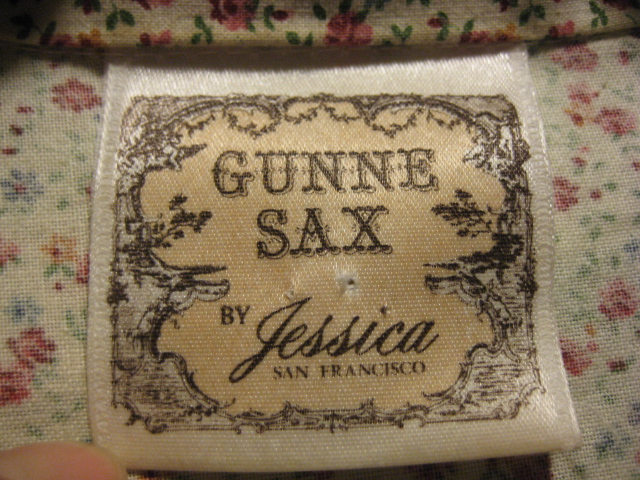 GUNNE
SAX
BY Jessica
SAN FRANCISCO